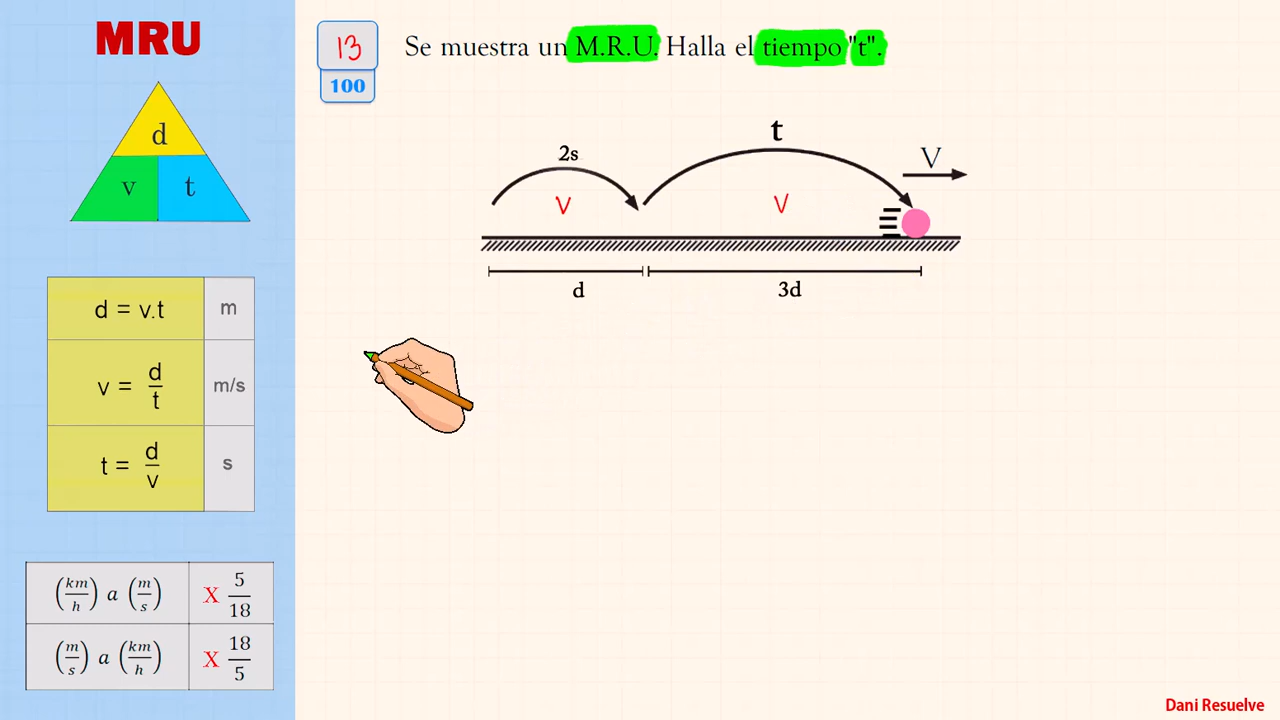 MRU
d
v t
d = v.t m
v = d/t m/s
t = d/v s
(km/h) a (m/s) X 5/18
(m/s) a (km/h) X 18/5
13
100
Se muestra un M.R.U. Halla el tiempo "t".
2s
t
V
V
V
d
3d
Dani Resuelve